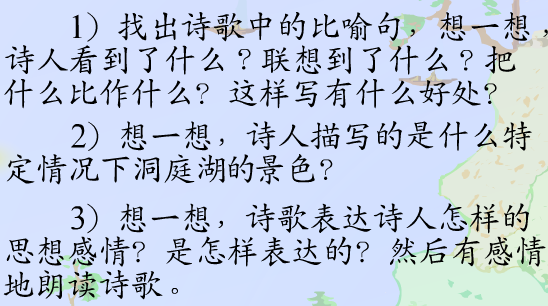 1）找出诗歌中的比喻句，想一想，
诗人看到了什么？联想到了什么？把
什么比作什么？这样写有什么好处？
2）想一想，诗人描写的是什么特
定情况下洞庭湖的景色？
3）想一想，诗歌表达诗人怎样的
思想感情？是怎样表达的？然后有感情
地朗读诗歌。